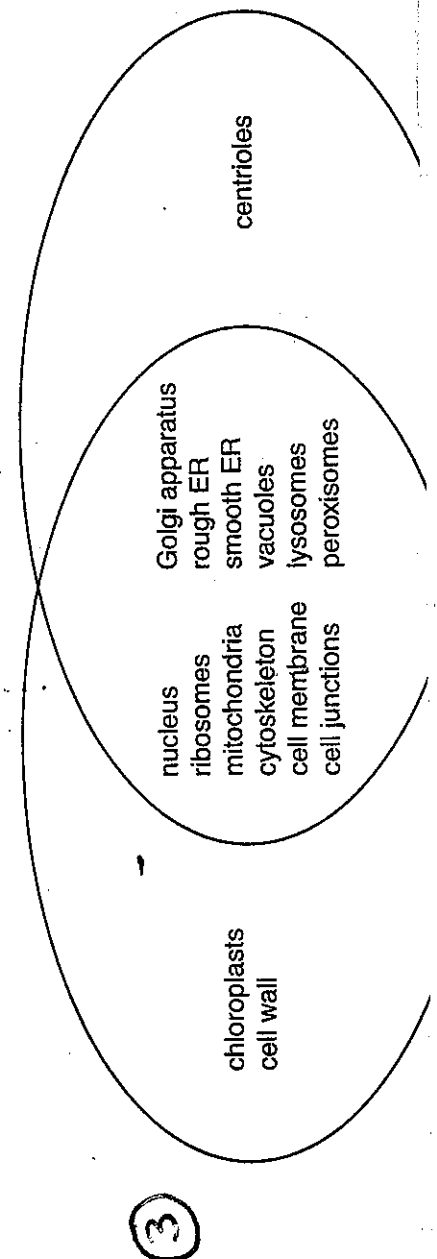 3
chloroplasts
cell wall
nucleus
ribosomes
mitochondria
cytoskeleton
cell membrane
cell junctions
Golgi apparatus
rough ER
smooth ER
vacuoles
lysosomes
peroxisomes
centrioles